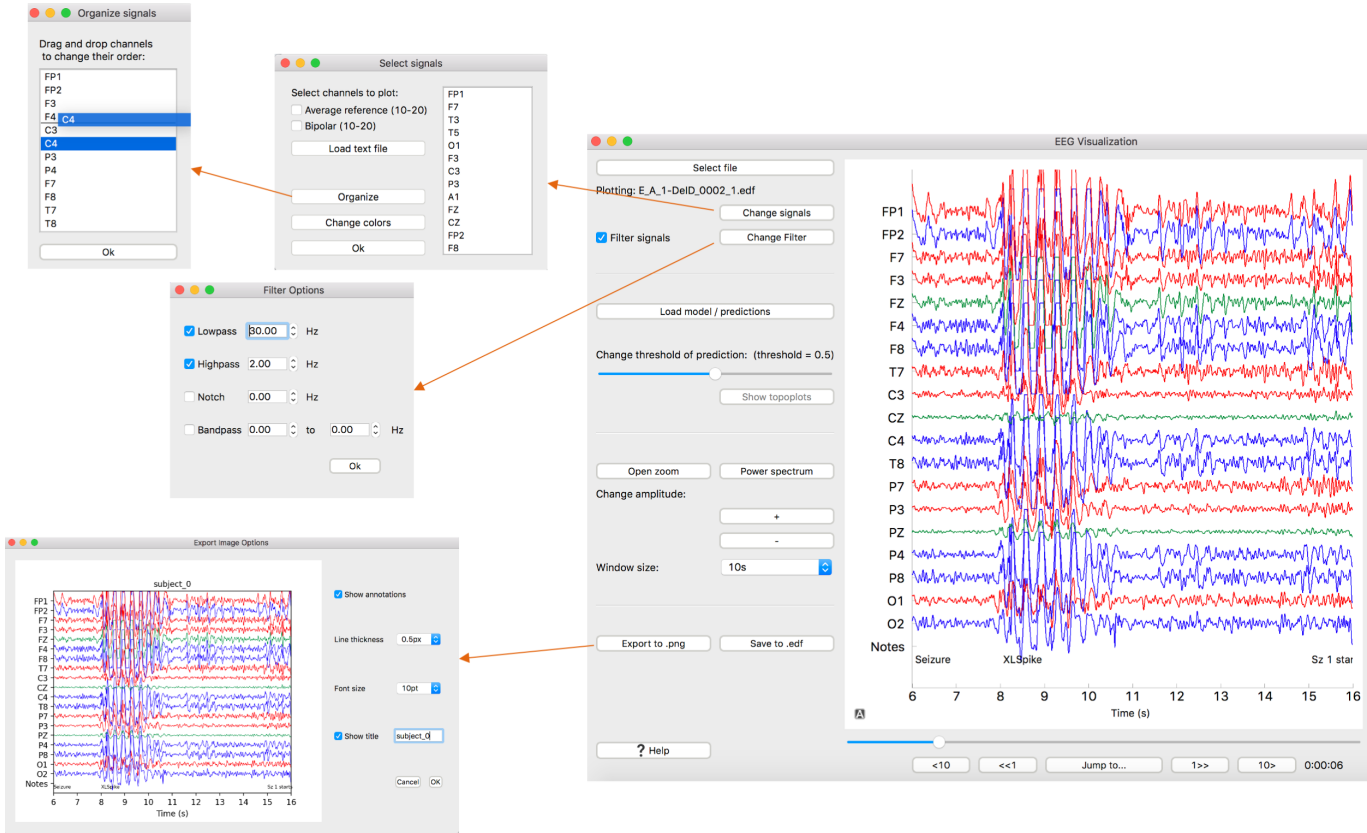 Organize signals
Drag and drop channels
to change their order:
FP1
FP2
F3
F4
C4
C3
C4
P3
P4
F7
F8
T7
T8
Ok
Select signals
Select channels to plot:
Average reference (10-20)
Bipolar (10-20)
Load text file
Organize
Change colors
Ok
FP1
F7
T3
T5
O1
F3
C3
P3
A1
FZ
CZ
FP2
F8
Filter Options
Lowpass 30.00 Hz
Highpass 2.00 Hz
Notch 0.00 Hz
Bandpass 0.00 to 0.00 Hz
Ok
Export Image Options
subject_0
FP1
FP2
F7
F3
FZ
F4
F8
T7
C3
CZ
C4
T8
P7
P3
PZ
P4
P8
O1
O2
Notes
Seizure XLSpike Sz 1 starts
6 7 8 9 10 11 12 13 14 15 16
Time (s)
Show annotations
Line thickness 0.5px
Font size 10pt
Show title subject_0
Cancel OK
EEG Visualization
Select file
Plotting: E_A_1-DeID_0002_1.edf
Change signals
Filter signals Change Filter
Load model / predictions
Change threshold of prediction: (threshold = 0.5)
Show topoplots
Open zoom Power spectrum
Change amplitude:
+
-
Window size: 10s
Export to .png Save to .edf
? Help
FP1
FP2
F7
F3
FZ
F4
F8
T7
C3
CZ
C4
T8
P7
P3
PZ
P4
P8
O1
O2
Notes
Seizure XLSpike Sz 1 star
6 7 8 9 10 11 12 13 14 15 16
Time (s)
A
<10 <<1 Jump to... 1>> 10> 0:00:06